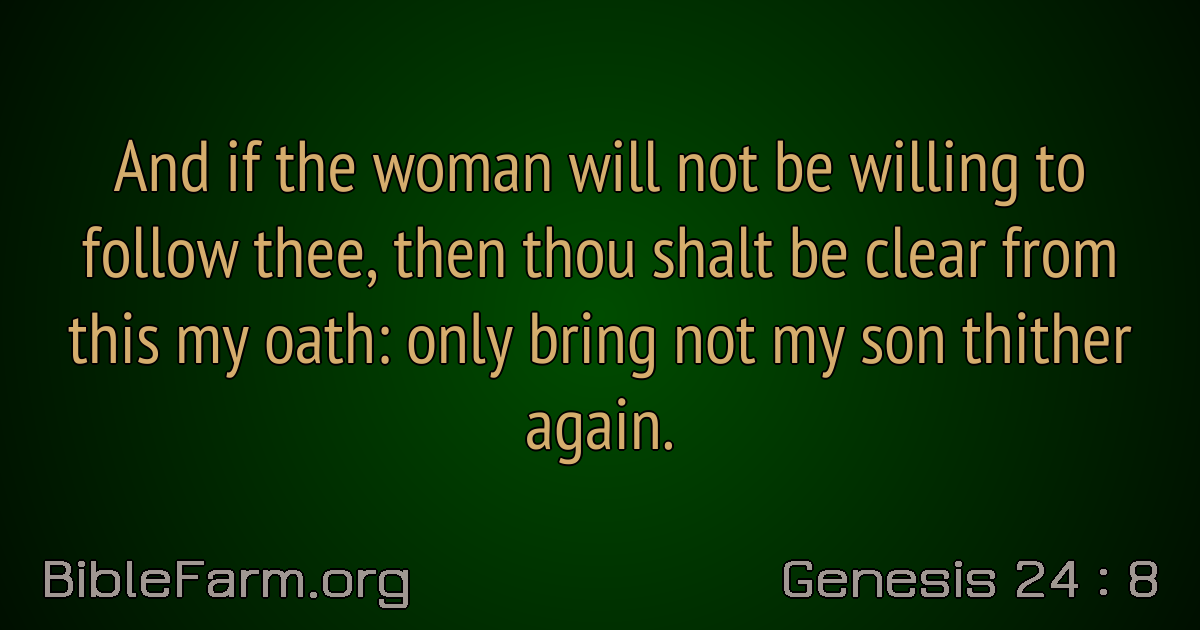 And if the woman will not be willing to
follow thee, then thou shalt be clear from
this my oath: only bring not my son thither
again.
BibleFarm.org
Genesis 24 : 8